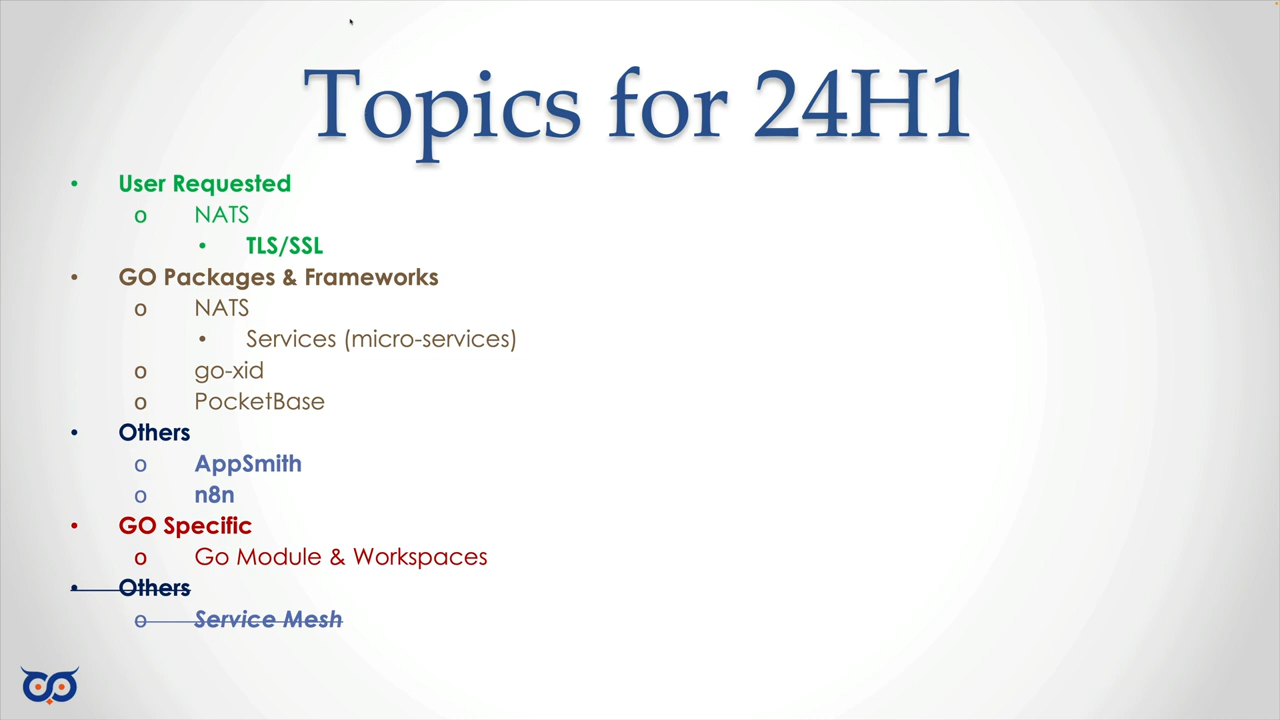 Topics for 24H1
• User Requested
o NATS
• TLS/SSL
• GO Packages & Frameworks
o NATS
• Services (micro-services)
o go-xid
o PocketBase
• Others
o AppSmith
o n8n
• GO Specific
o Go Module & Workspaces
• Others
o Service Mesh